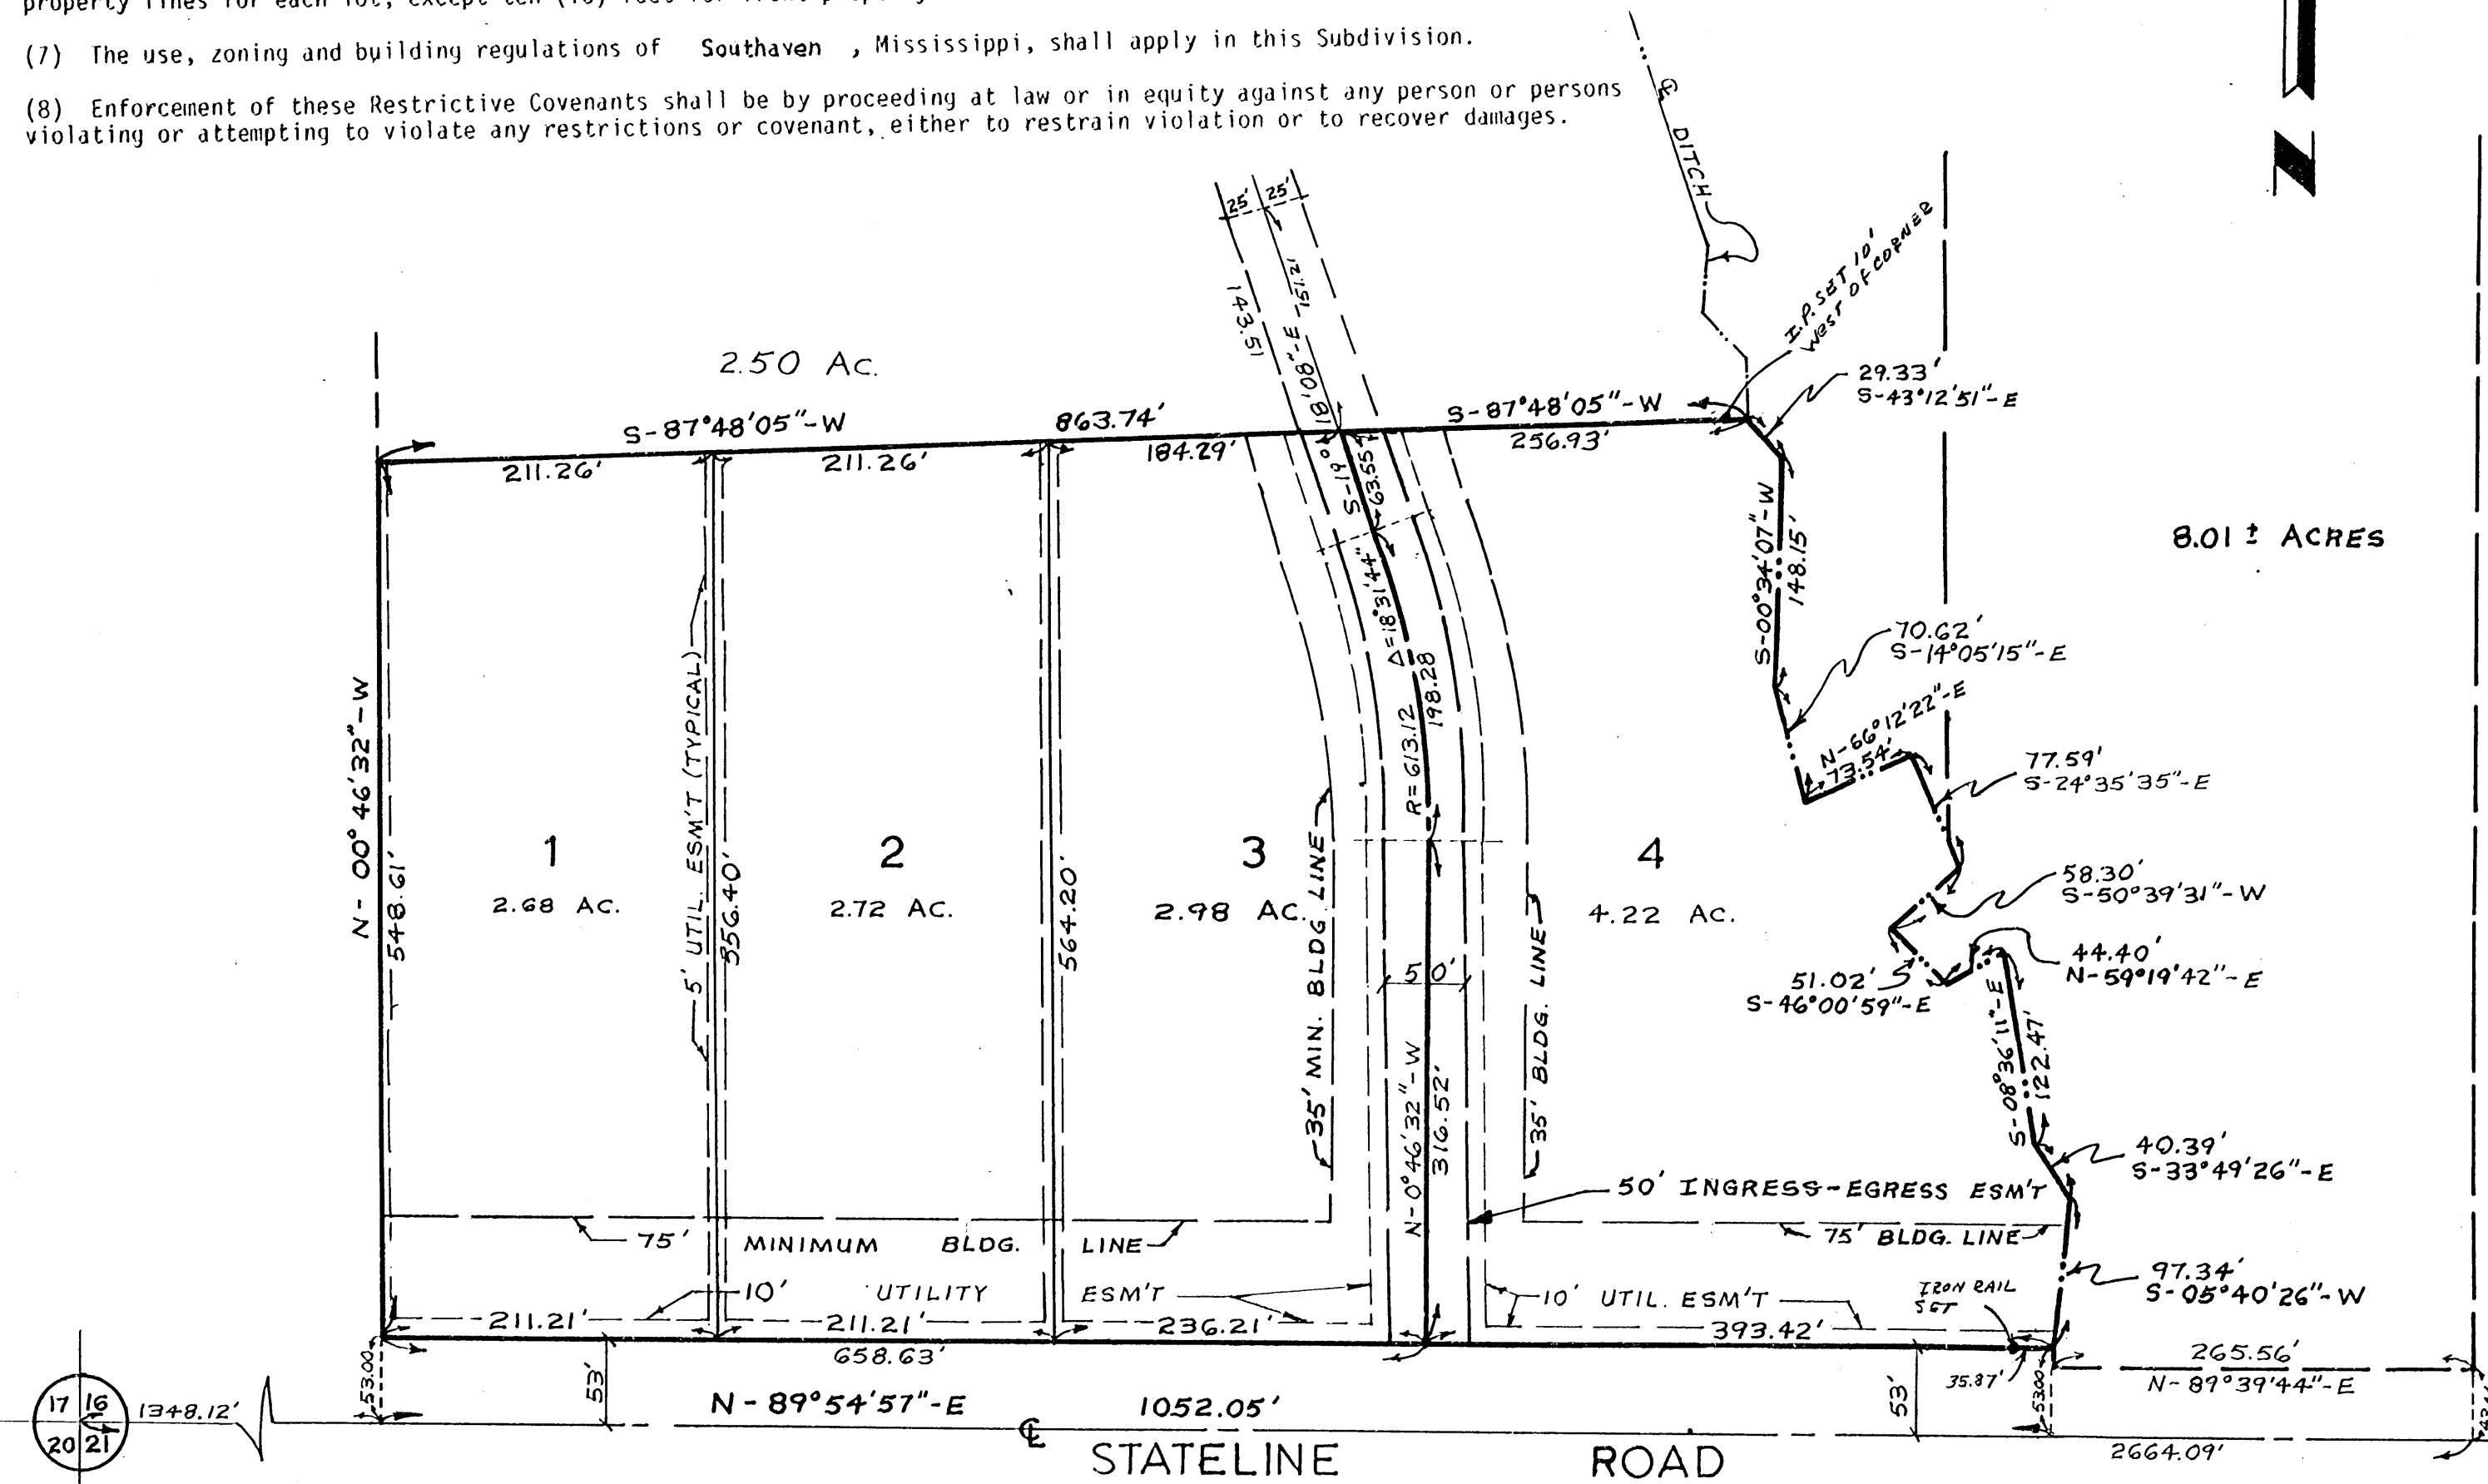 (7) The use, zoning and building regulations of Southaven , Mississippi, shall apply in this Subdivision.
(8) Enforcement of these Restrictive Covenants shall be by proceeding at law or in equity against any person or persons
violating or attempting to violate any restrictions or covenant, either to restrain violation or to recover damages.
N
℄ DITCH
25' 25'
S-19°18'08"-E - 151.21
143.51
I.P. SET 10'
WEST OF CORNER
2.50 AC.
29.33'
S-43°12'51"-E
S-87°48'05"-W
863.74'
S-87°48'05"-W
211.26'
211.26'
184.29'
256.93'
63.55'
S-00°34'07"-W
148.15'
8.01 ± ACRES
Δ=18°31'44"
R=613.12
198.28
70.62'
S-14°05'15"-E
N-66°12'22"-E
73.54'
77.59'
S-24°35'35"-E
N-00°46'32"-W
548.61'
5' UTIL. ESM'T (TYPICAL)
556.40'
564.20'
35' MIN. BLDG LINE
35' BLDG. LINE
1
2
3
4
2.68 AC.
2.72 AC.
2.98 AC.
4.22 AC.
58.30'
S-50°39'31"-W
44.40'
N-59°19'42"-E
51.02'
S-46°00'59"-E
50'
N-0°46'32"-W
316.52'
S-08°36'11"-E
122.47'
40.39'
S-33°49'26"-E
50' INGRESS-EGRESS ESM'T
75' MINIMUM BLDG. LINE
75' BLDG. LINE
10' UTILITY ESM'T
10' UTIL. ESM'T
IRON RAIL
SET
97.34'
S-05°40'26"-W
211.21'
211.21'
236.21'
393.42'
658.63'
53.00
53'
53'
35.87'
53.00
265.56'
N-89°39'44"-E
17 16
20 21
1348.12'
N-89°54'57"-E
1052.05'
℄ STATELINE ROAD
2664.09'